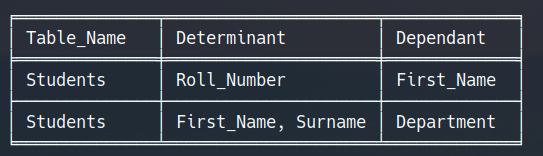 Table_Name Determinant Dependant
Students Roll_Number First_Name
Students First_Name, Surname Department